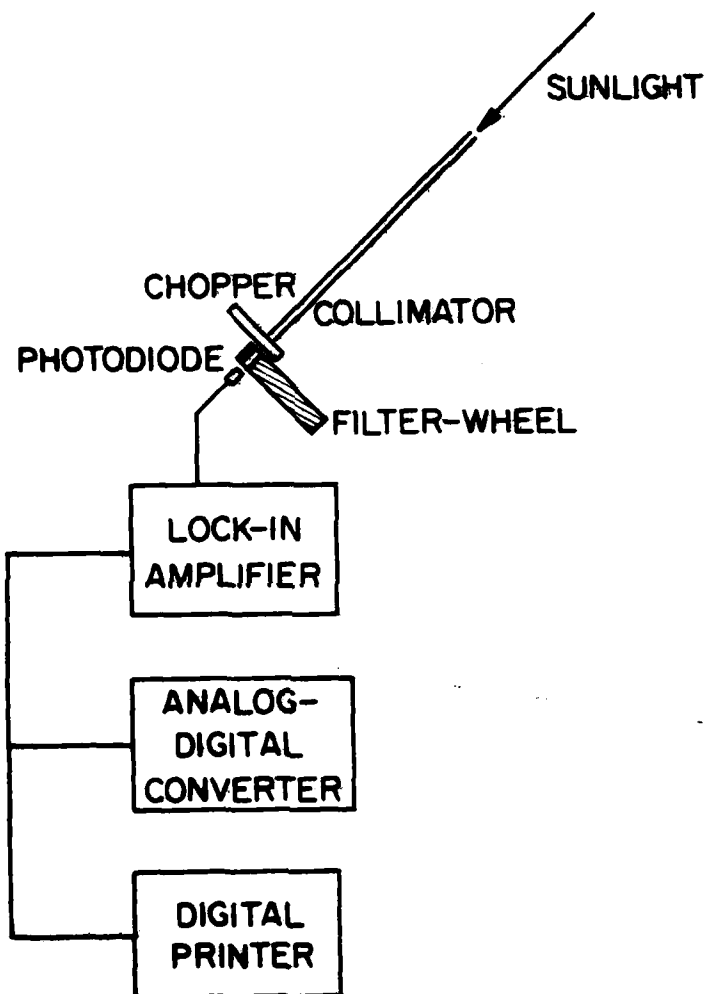 SUNLIGHT
CHOPPER
COLLIMATOR
PHOTODIODE
FILTER-WHEEL
LOCK-IN
AMPLIFIER
ANALOG-
DIGITAL
CONVERTER
DIGITAL
PRINTER